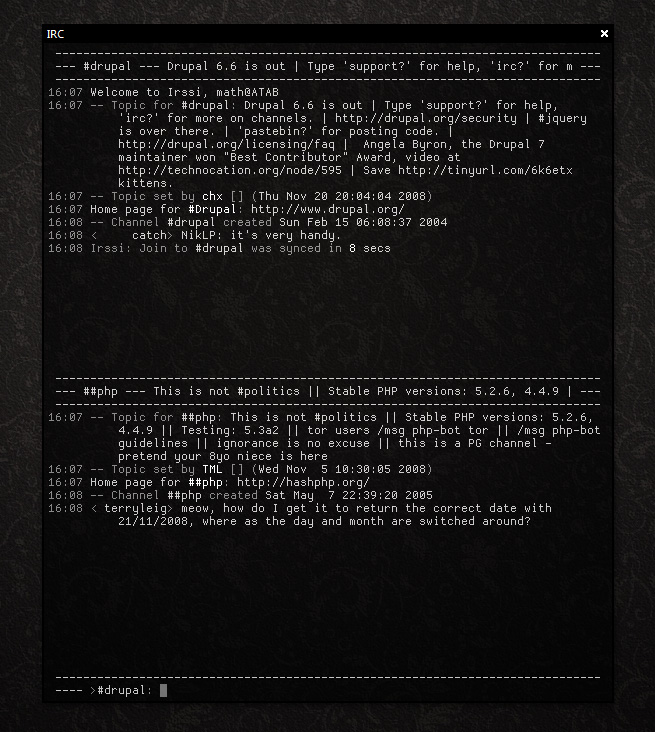 IRC ×
--- #drupal --- Drupal 6.6 is out | Type 'support?' for help, 'irc?' for m ---
16:07 Welcome to Irssi, math@ATAB
16:07 -- Topic for #drupal: Drupal 6.6 is out | Type 'support?' for help,
'irc?' for more on channels. | http://drupal.org/security | #jquery
is over there. | 'pastebin?' for posting code. |
http://drupal.org/licensing/faq |  Angela Byron, the Drupal 7
maintainer won "Best Contributor" Award, video at
http://technocation.org/node/595 | Save http://tinyurl.com/6k6etx
kittens.
16:07 -- Topic set by chx [] (Thu Nov 20 20:04:04 2008)
16:07 Home page for #Drupal: http://www.drupal.org/
16:08 -- Channel #drupal created Sun Feb 15 06:08:37 2004
16:08 <    catch> NikLP: it's very handy.
16:08 Irssi: Join to #drupal was synced in 8 secs
--- ##php --- This is not #politics || Stable PHP versions: 5.2.6, 4.4.9 | ---
16:07 -- Topic for ##php: This is not #politics || Stable PHP versions: 5.2.6,
4.4.9 || Testing: 5.3a2 || tor users /msg php-bot tor || /msg php-bot
guidelines || ignorance is no excuse || this is a PG channel -
pretend your 8yo niece is here
16:07 -- Topic set by TML [] (Wed Nov  5 10:30:05 2008)
16:07 Home page for ##php: http://hashphp.org/
16:08 -- Channel ##php created Sat May  7 22:39:20 2005
16:08 < terryleig> meow, how do I get it to return the correct date with
21/11/2008, where as the day and month are switched around?
---- >#drupal: